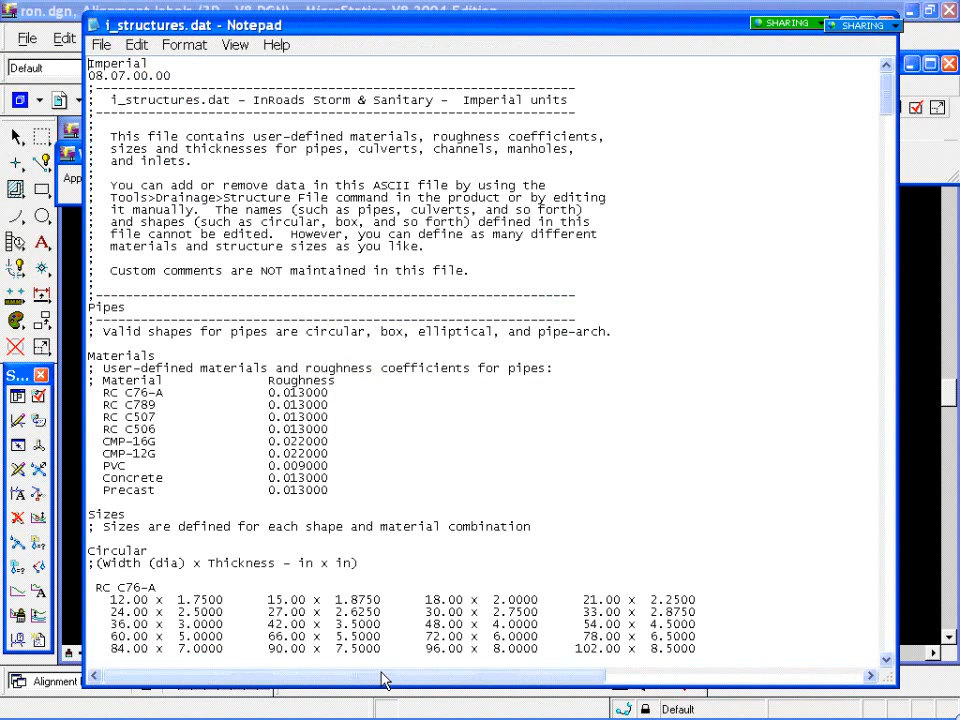 ron.dgn, Alignment labels (3D - V8 DGN) - MicroStation V8 2004 Edition
i_structures.dat - Notepad
SHARING
SHARING
File Edit
File Edit Format View Help
Default
Imperial
08.07.00.00
;----------------------------------------------------------------
;  i_structures.dat - InRoads Storm & Sanitary -  Imperial units
;----------------------------------------------------------------
;
;  This file contains user-defined materials, roughness coefficients,
;  sizes and thicknesses for pipes, culverts, channels, manholes,
;  and inlets.
;
;  You can add or remove data in this ASCII file by using the
;  Tools>Drainage>Structure File command in the product or by editing
;  it manually.  The names (such as pipes, culverts, and so forth)
;  and shapes (such as circular, box, and so forth) defined in this
;  file cannot be edited.  However, you can define as many different
;  materials and structure sizes as you like.
;
;  Custom comments are NOT maintained in this file.
;
;----------------------------------------------------------------
Pipes
;----------------------------------------------------------------
; Valid shapes for pipes are circular, box, elliptical, and pipe-arch.
Materials
; User-defined materials and roughness coefficients for pipes:
; Material Roughness
RC C76-A 0.013000
RC C789 0.013000
RC C507 0.013000
RC C506 0.013000
CMP-16G 0.022000
CMP-12G 0.022000
PVC 0.009000
Concrete 0.013000
Precast 0.013000
Sizes
; Sizes are defined for each shape and material combination
Circular
;(Width (dia) x Thickness - in x in)
RC C76-A
12.00 x 1.7500 15.00 x 1.8750 18.00 x 2.0000 21.00 x 2.2500
24.00 x 2.5000 27.00 x 2.6250 30.00 x 2.7500 33.00 x 2.8750
36.00 x 3.0000 42.00 x 3.5000 48.00 x 4.0000 54.00 x 4.5000
60.00 x 5.0000 66.00 x 5.5000 72.00 x 6.0000 78.00 x 6.5000
84.00 x 7.0000 90.00 x 7.5000 96.00 x 8.0000 102.00 x 8.5000
App
S...
Alignment
Default